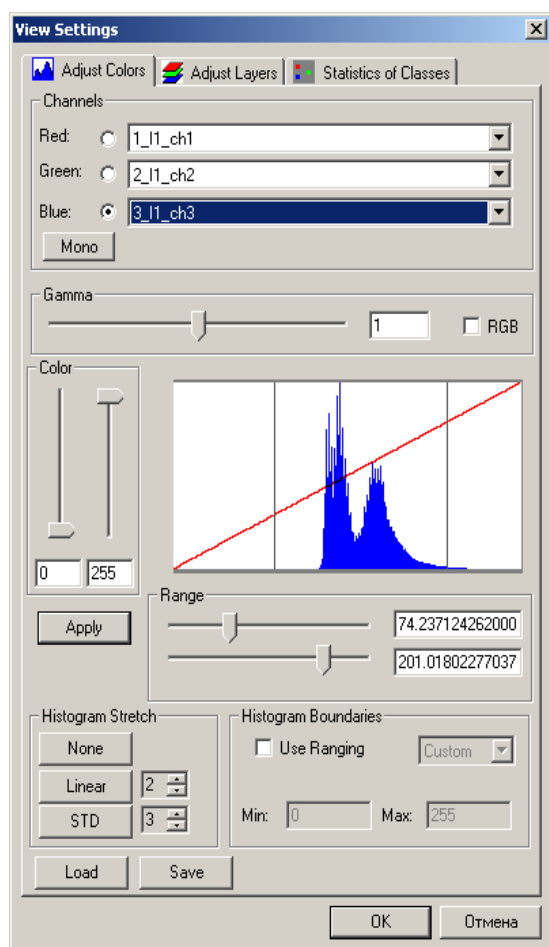 View Settings
Adjust Colors Adjust Layers Statistics of Classes
Channels
Red: 1_l1_ch1
Green: 2_l1_ch2
Blue: 3_l1_ch3
Mono
Gamma
1 RGB
Color
0 255
Apply
Range
74.237124262000
201.01802277037
Histogram Stretch
None
Linear 2
STD 3
Histogram Boundaries
Use Ranging Custom
Min: 0 Max: 255
Load Save
OK Отмена